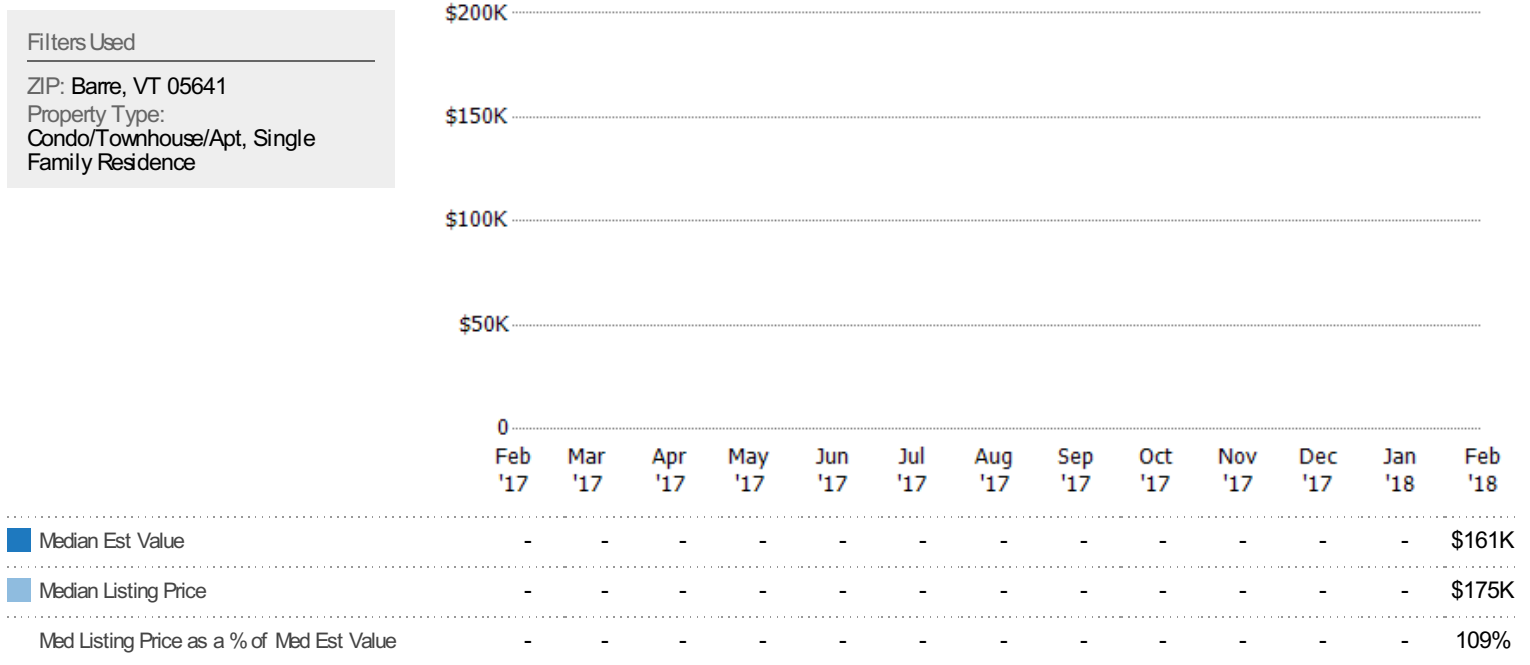 Filters Used
ZIP: Barre, VT 05641
Property Type:
Condo/Townhouse/Apt, Single
Family Residence
$200K
$150K
$100K
$50K
0
Feb Mar Apr May Jun Jul Aug Sep Oct Nov Dec Jan Feb
'17 '17 '17 '17 '17 '17 '17 '17 '17 '17 '17 '18 '18
Median Est Value - - - - - - - - - - - - $161K
Median Listing Price - - - - - - - - - - - - $175K
Med Listing Price as a % of Med Est Value - - - - - - - - - - - - 109%